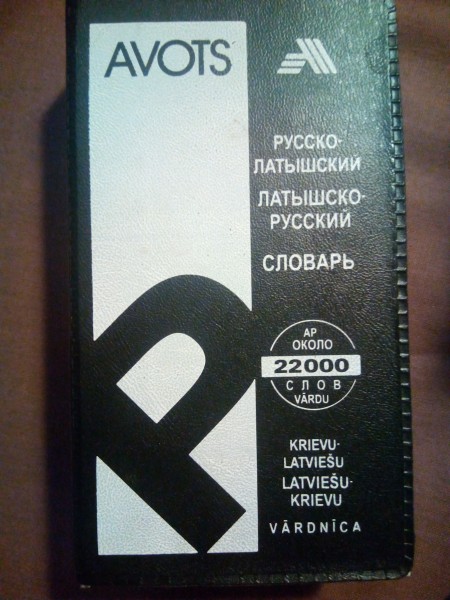 AVOTS
РУССКО-
ЛАТЫШСКИЙ
ЛАТЫШСКО-
РУССКИЙ
СЛОВАРЬ
AP
ОКОЛО
22000
СЛОВ
VĀRDU
KRIEVU-
LATVIEŠU
LATVIEŠU-
KRIEVU
VĀRDNĪCA